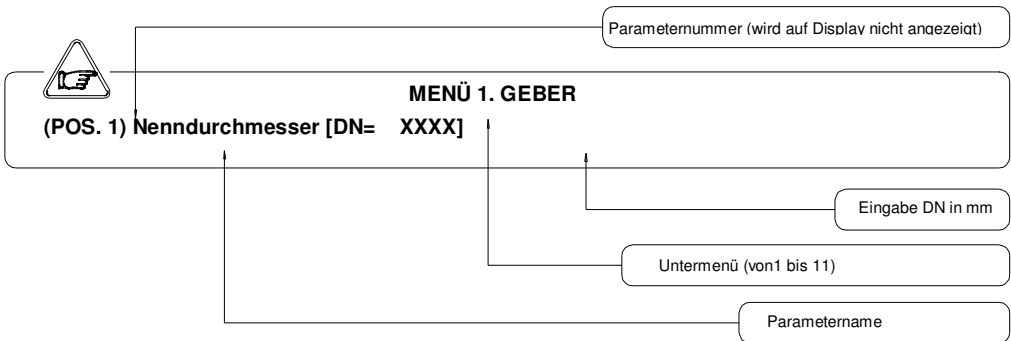 Parameternummer (wird auf Display nicht angezeigt)
MENÜ 1. GEBER
(POS. 1) Nenndurchmesser [DN= XXXX]
Eingabe DN in mm
Untermenü (von1 bis 11)
Parametername